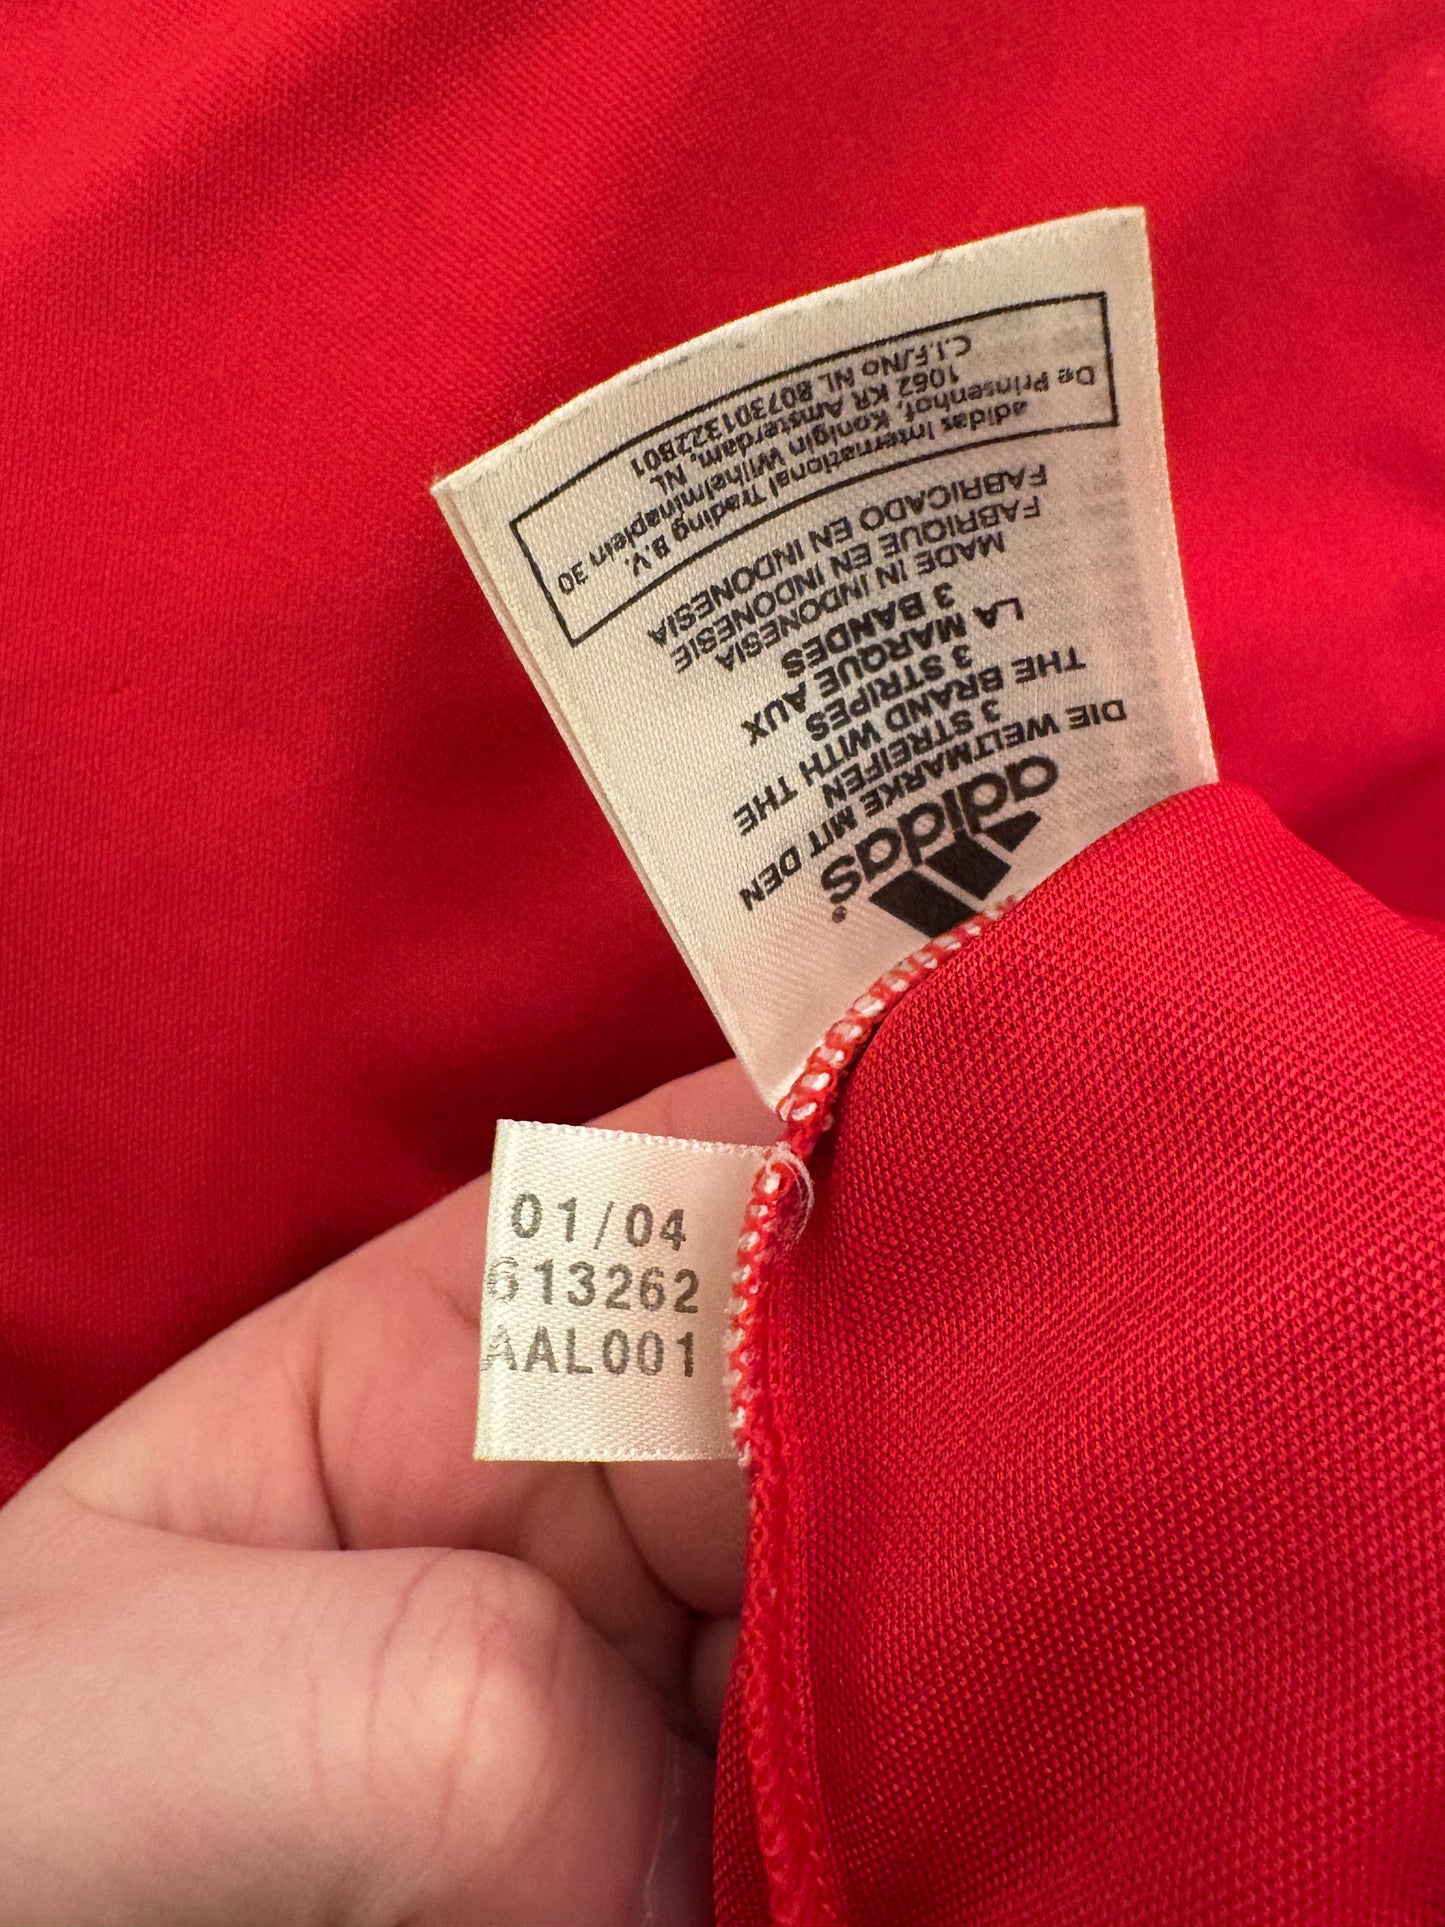 adidas®
DIE WELTMARKE MIT DEN
3 STREIFEN
THE BRAND WITH THE
3 STRIPES
LA MARQUE AUX
3 BANDES
MADE IN INDONESIA
FABRIQUE EN INDONESIE
FABRICADO EN INDONESIA
adidas International Trading B.V.
De Prinsenhof, Konigin Wilhelminaplein 30
1062 KR Amsterdam, NL
C.I.F./No NL 807301322B01
01/04
613262
AAL001